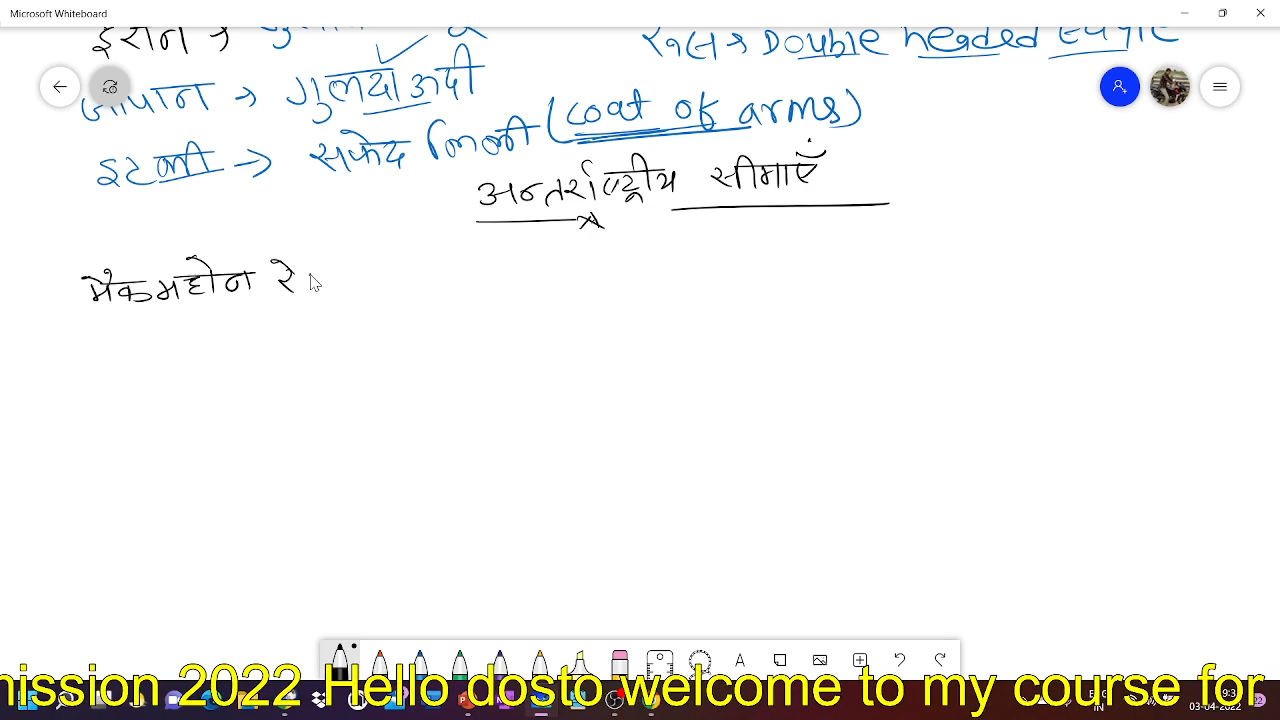 Microsoft Whiteboard
ईरान →
रूस → Double headed
जापान → गुलदाऊदी
इटली → सफेद लिली (coat of arms)
अन्तर्राष्ट्रीय सीमाएँ
मैकमहोन रे
mission 2022 Hello dosto welcome to my course for
03-04-2022